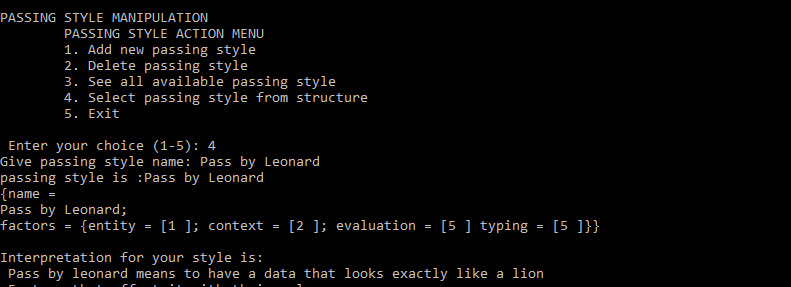 PASSING STYLE MANIPULATION
PASSING STYLE ACTION MENU
1. Add new passing style
2. Delete passing style
3. See all available passing style
4. Select passing style from structure
5. Exit
Enter your choice (1-5): 4
Give passing style name: Pass by Leonard
passing style is :Pass by Leonard
{name =
Pass by Leonard;
factors = {entity = [1 ]; context = [2 ]; evaluation = [5 ] typing = [5 ]}}
Interpretation for your style is:
Pass by leonard means to have a data that looks exactly like a lion